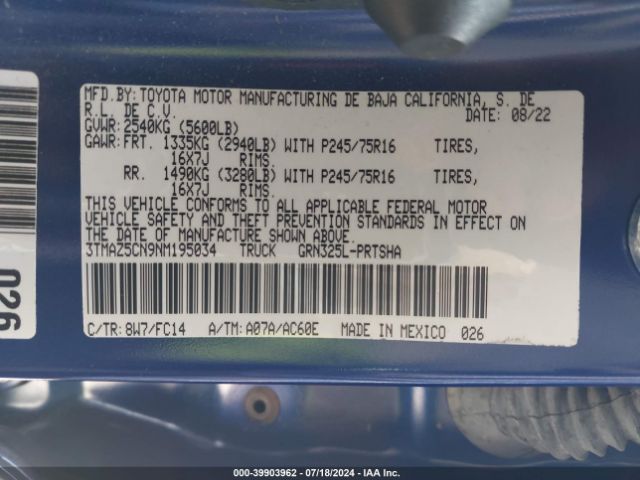 MFD.BY:TOYOTA MOTOR MANUFACTURING DE BAJA CALIFORNIA, S. DE
R.L. DE C.V. DATE: 08/22
GVWR:2540KG (5600LB)
GAWR:FRT. 1335KG (2940LB) WITH P245/75R16 TIRES,
16X7J RIMS.
RR. 1490KG (3280LB) WITH P245/75R16 TIRES,
16X7J RIMS.
THIS VEHICLE CONFORMS TO ALL APPLICABLE FEDERAL MOTOR
VEHICLE SAFETY AND THEFT PREVENTION STANDARDS IN EFFECT ON
THE DATE OF MANUFACTURE SHOWN ABOVE.
3TMAZ5CN9NM195034 TRUCK GRN325L-PRTSHA
C/TR: 8W7/FC14 A/TM: A07A/AC60E MADE IN MEXICO 026
026
000-39903962 - 07/18/2024 - IAAI.COM